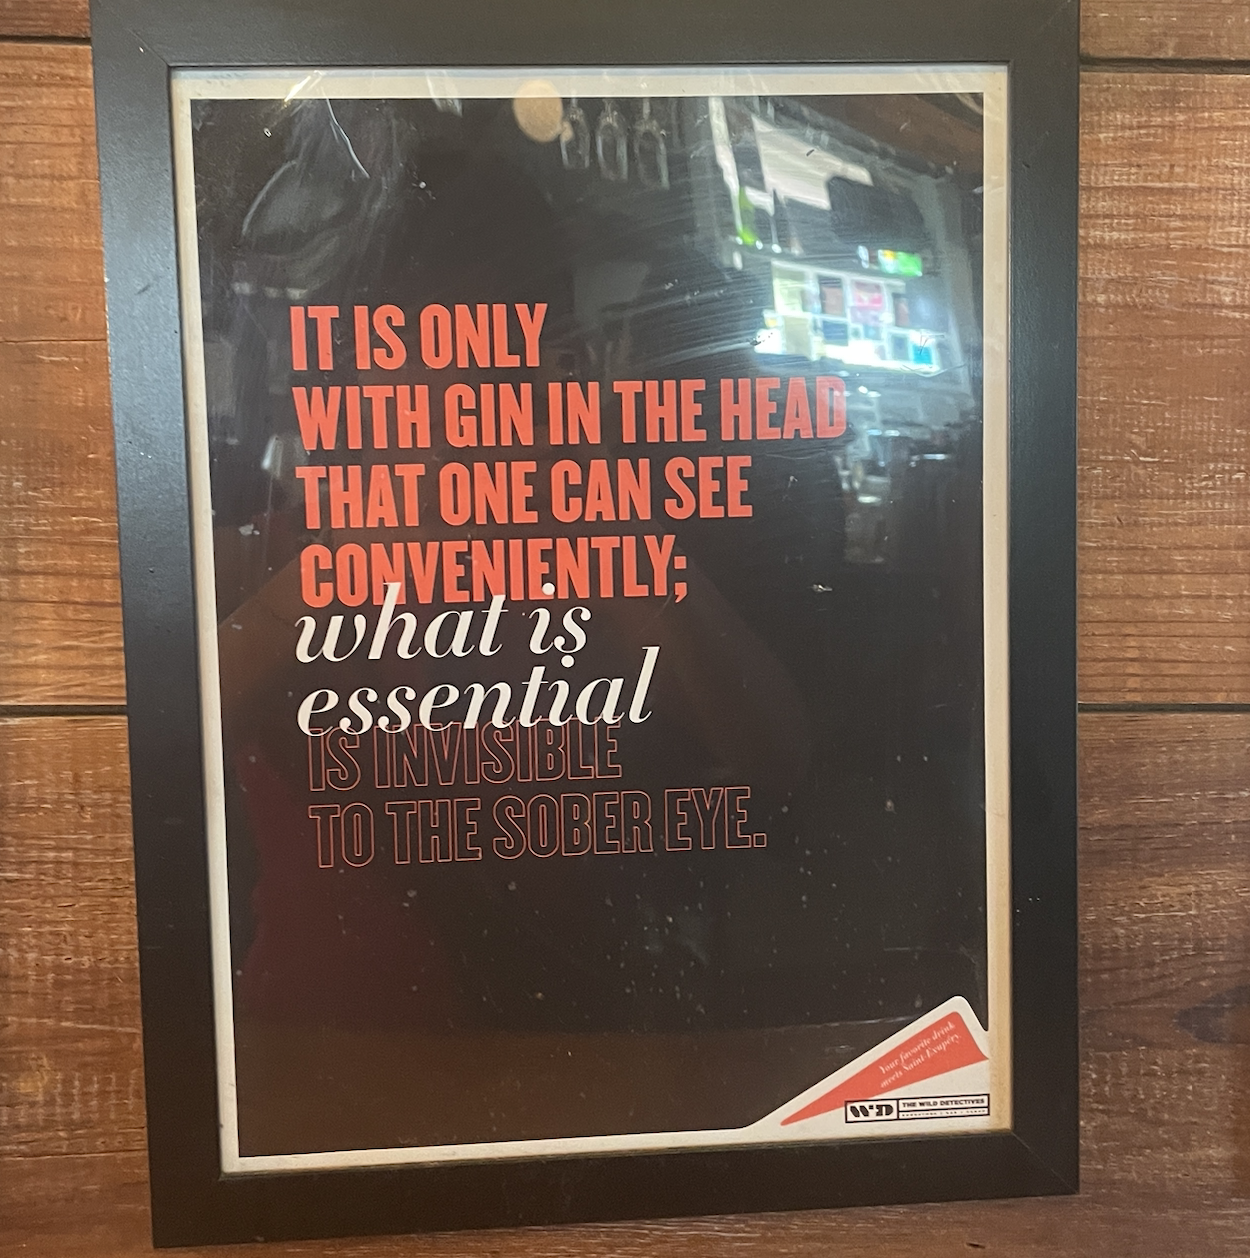 IT IS ONLY
WITH GIN IN THE HEAD
THAT ONE CAN SEE
CONVENIENTLY;
what is
essential
IS INVISIBLE
TO THE SOBER EYE.
Your favorite drink
meets Saint-Exupéry.
WD THE WILD DETECTIVES